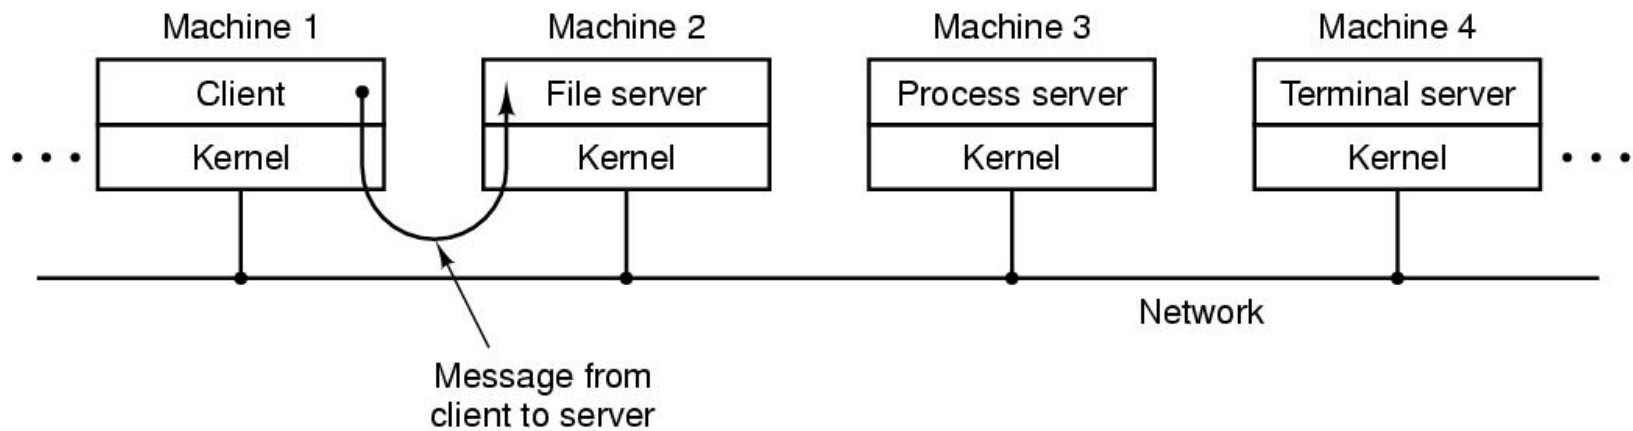 Machine 1
Machine 2
Machine 3
Machine 4
Client
File server
Process server
Terminal server
Kernel
Kernel
Kernel
Kernel
Network
Message from
client to server